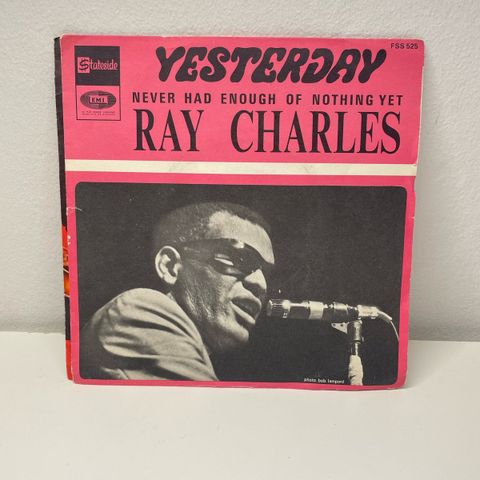 Stateside
EMI
YESTERDAY
FSS 525
NEVER HAD ENOUGH OF NOTHING YET
RAY CHARLES
photo bob lampard